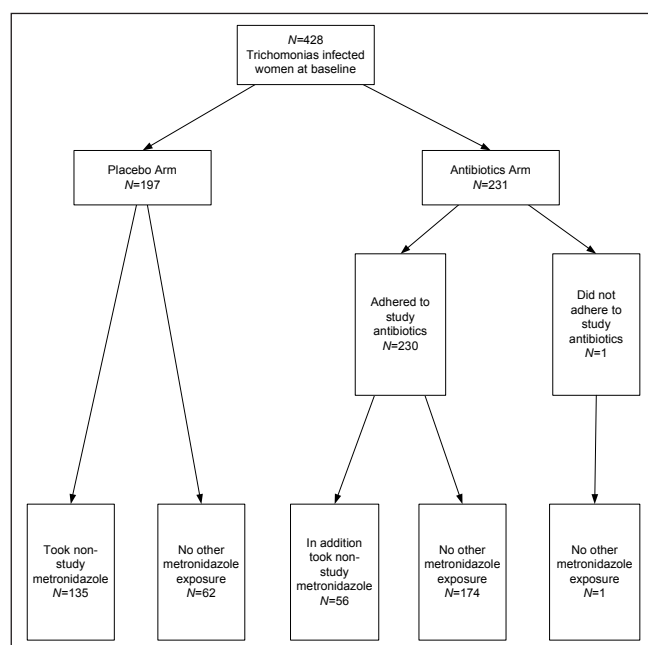 N=428
Trichomonias infected
women at baseline
Placebo Arm
N=197
Antibiotics Arm
N=231
Adhered to
study
antibiotics
N=230
Did not
adhere to
study
antibiotics
N=1
Took non-
study
metronidazole
N=135
No other
metronidazole
exposure
N=62
In addition
took non-
study
metronidazole
N=56
No other
metronidazole
exposure
N=174
No other
metronidazole
exposure
N=1